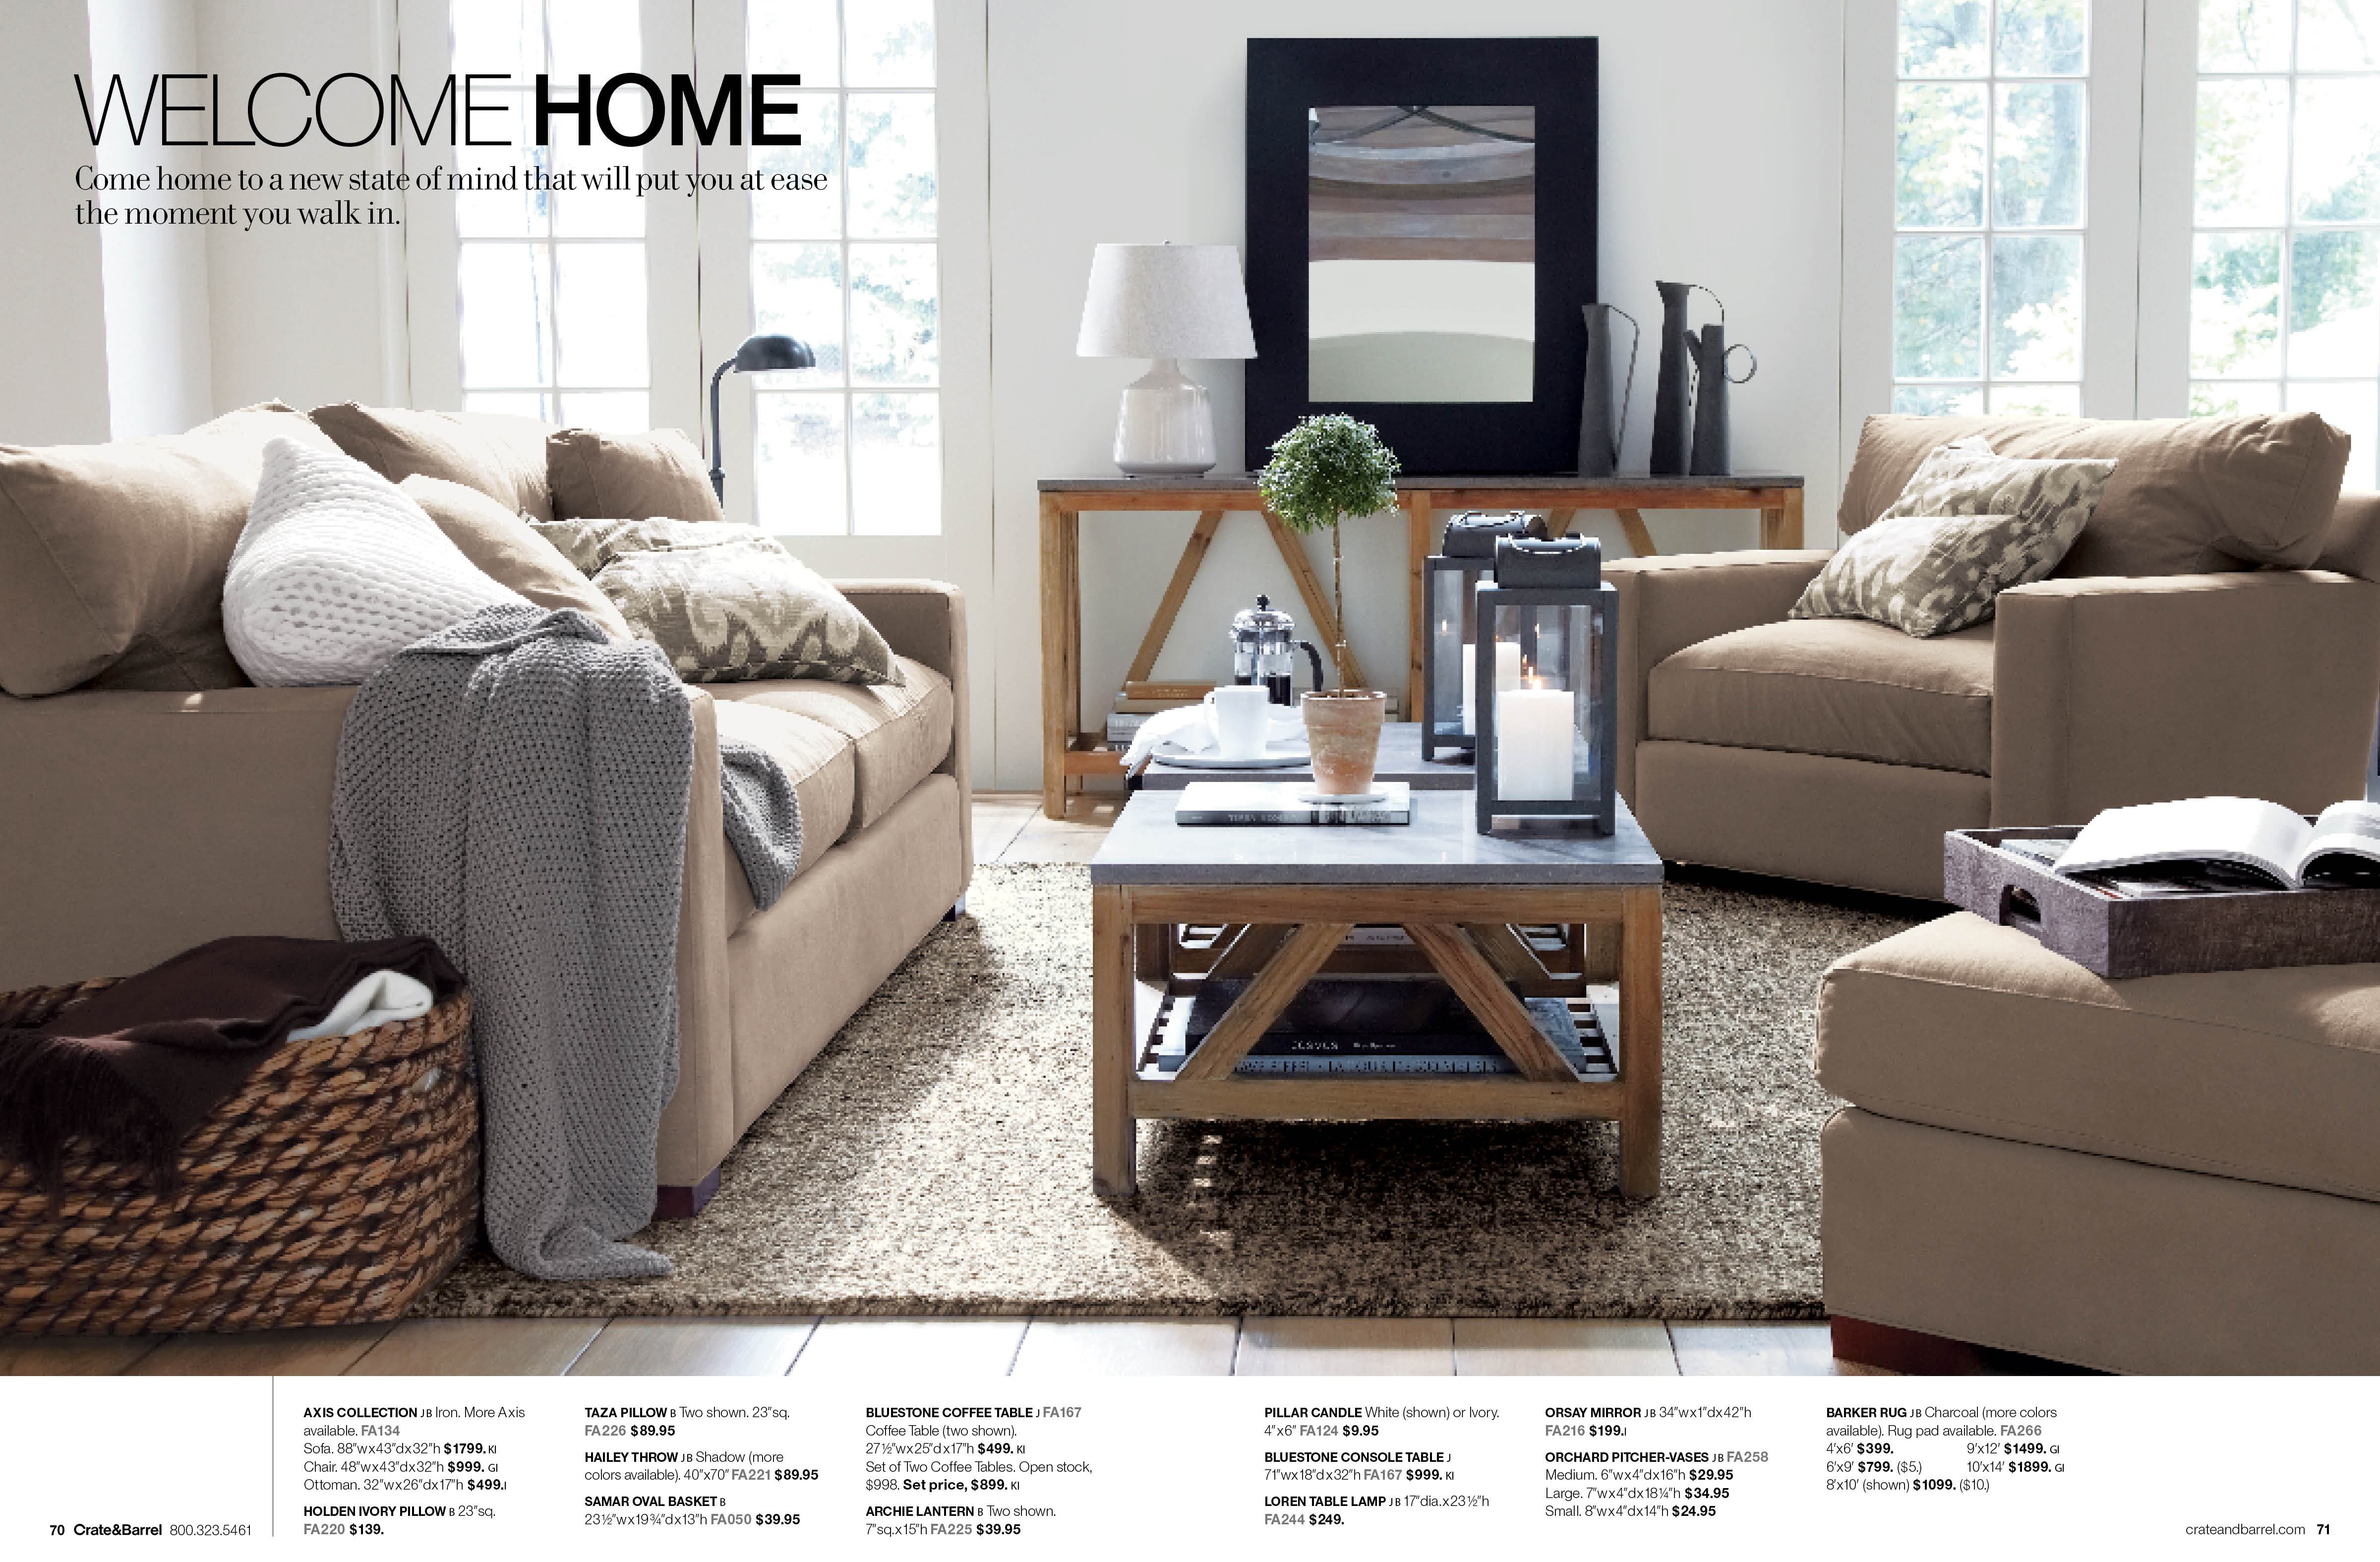 WELCOME HOME
Come home to a new state of mind that will put you at ease
the moment you walk in.
AXIS COLLECTION JB Iron. More Axis
available. FA134
Sofa. 88"wx43"dx32"h $1799. KI
Chair. 48"wx43"dx32"h $999. GI
Ottoman. 32"wx26"dx17"h $499.I
HOLDEN IVORY PILLOW B 23"sq.
FA220 $139.
TAZA PILLOW B Two shown. 23"sq.
FA226 $89.95
HAILEY THROW JB Shadow (more
colors available). 40"x70" FA221 $89.95
SAMAR OVAL BASKET B
23½"wx19¾"dx13"h FA050 $39.95
BLUESTONE COFFEE TABLE J FA167
Coffee Table (two shown).
27½"wx25"dx17"h $499. KI
Set of Two Coffee Tables. Open stock,
$998. Set price, $899. KI
ARCHIE LANTERN B Two shown.
7"sq.x15"h FA225 $39.95
PILLAR CANDLE White (shown) or Ivory.
4"x6" FA124 $9.95
BLUESTONE CONSOLE TABLE J
71"wx18"dx32"h FA167 $999. KI
LOREN TABLE LAMP JB 17"dia.x23½"h
FA244 $249.
ORSAY MIRROR JB 34"wx1"dx42"h
FA216 $199.I
ORCHARD PITCHER-VASES JB FA258
Medium. 6"wx4"dx16"h $29.95
Large. 7"wx4"dx18¼"h $34.95
Small. 8"wx4"dx14"h $24.95
BARKER RUG JB Charcoal (more colors
available). Rug pad available. FA266
4'x6' $399. 9'x12' $1499. GI
6'x9' $799. ($5.) 10'x14' $1899. GI
8'x10' (shown) $1099. ($10.)
70 Crate&Barrel 800.323.5461
crateandbarrel.com 71